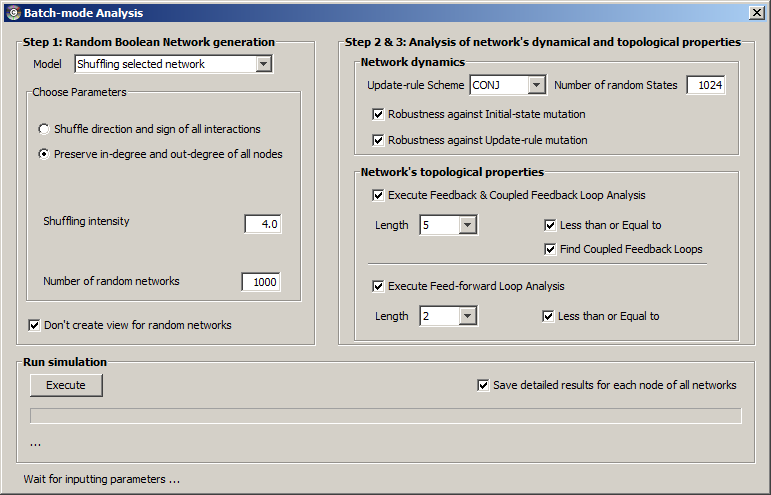 Batch-mode Analysis
Step 1: Random Boolean Network generation
Model Shuffling selected network
Choose Parameters
Shuffle direction and sign of all interactions
Preserve in-degree and out-degree of all nodes
Shuffling intensity 4.0
Number of random networks 1000
Don't create view for random networks
Step 2 & 3: Analysis of network's dynamical and topological properties
Network dynamics
Update-rule Scheme CONJ Number of random States 1024
Robustness against Initial-state mutation
Robustness against Update-rule mutation
Network's topological properties
Execute Feedback & Coupled Feedback Loop Analysis
Length 5 Less than or Equal to
Find Coupled Feedback Loops
Execute Feed-forward Loop Analysis
Length 2 Less than or Equal to
Run simulation
Execute Save detailed results for each node of all networks
...
Wait for inputting parameters ...